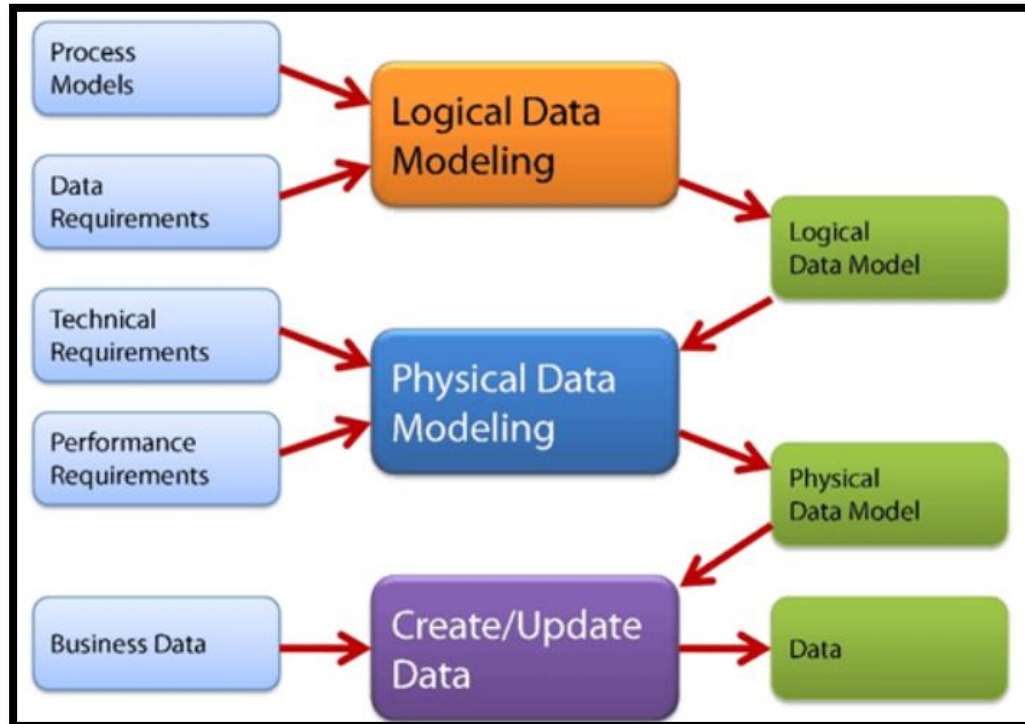 Process
Models
Logical Data
Modeling
Data
Requirements
Logical
Data Model
Technical
Requirements
Physical Data
Modeling
Performance
Requirements
Physical
Data Model
Business Data
Create/Update
Data
Data